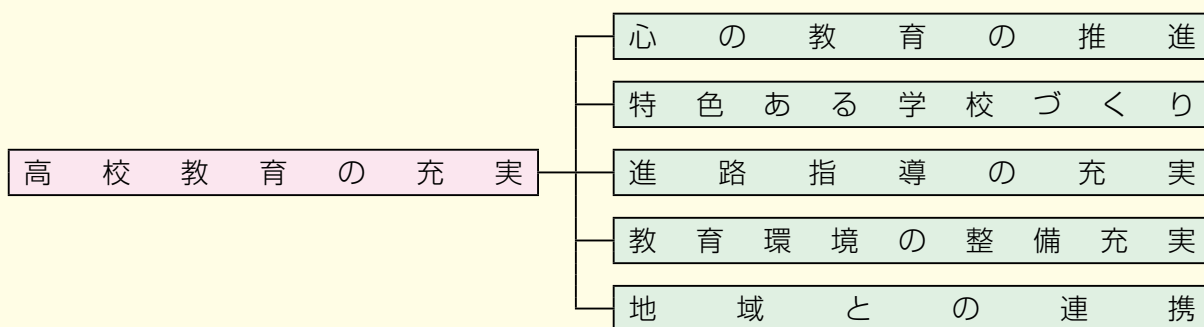 高校教育の充実
心の教育の推進
特色ある学校づくり
進路指導の充実
教育環境の整備充実
地域との連携